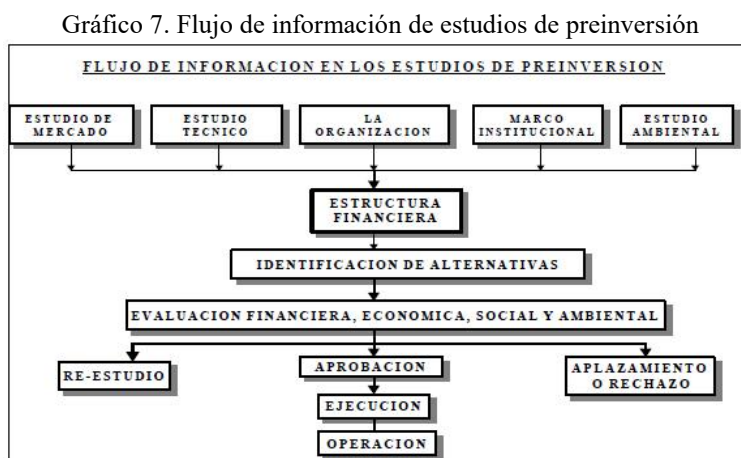 Gráfico 7. Flujo de información de estudios de preinversión
FLUJO DE INFORMACION EN LOS ESTUDIOS DE PREINVERSION
ESTUDIO DE
MERCADO
ESTUDIO
TECNICO
LA
ORGANIZACION
MARCO
INSTITUCIONAL
ESTUDIO
AMBIENTAL
ESTRUCTURA
FINANCIERA
IDENTIFICACION DE ALTERNATIVAS
EVALUACION FINANCIERA, ECONOMICA, SOCIAL Y AMBIENTAL
RE-ESTUDIO
APROBACION
APLAZAMIENTO
O RECHAZO
EJECUCION
OPERACION